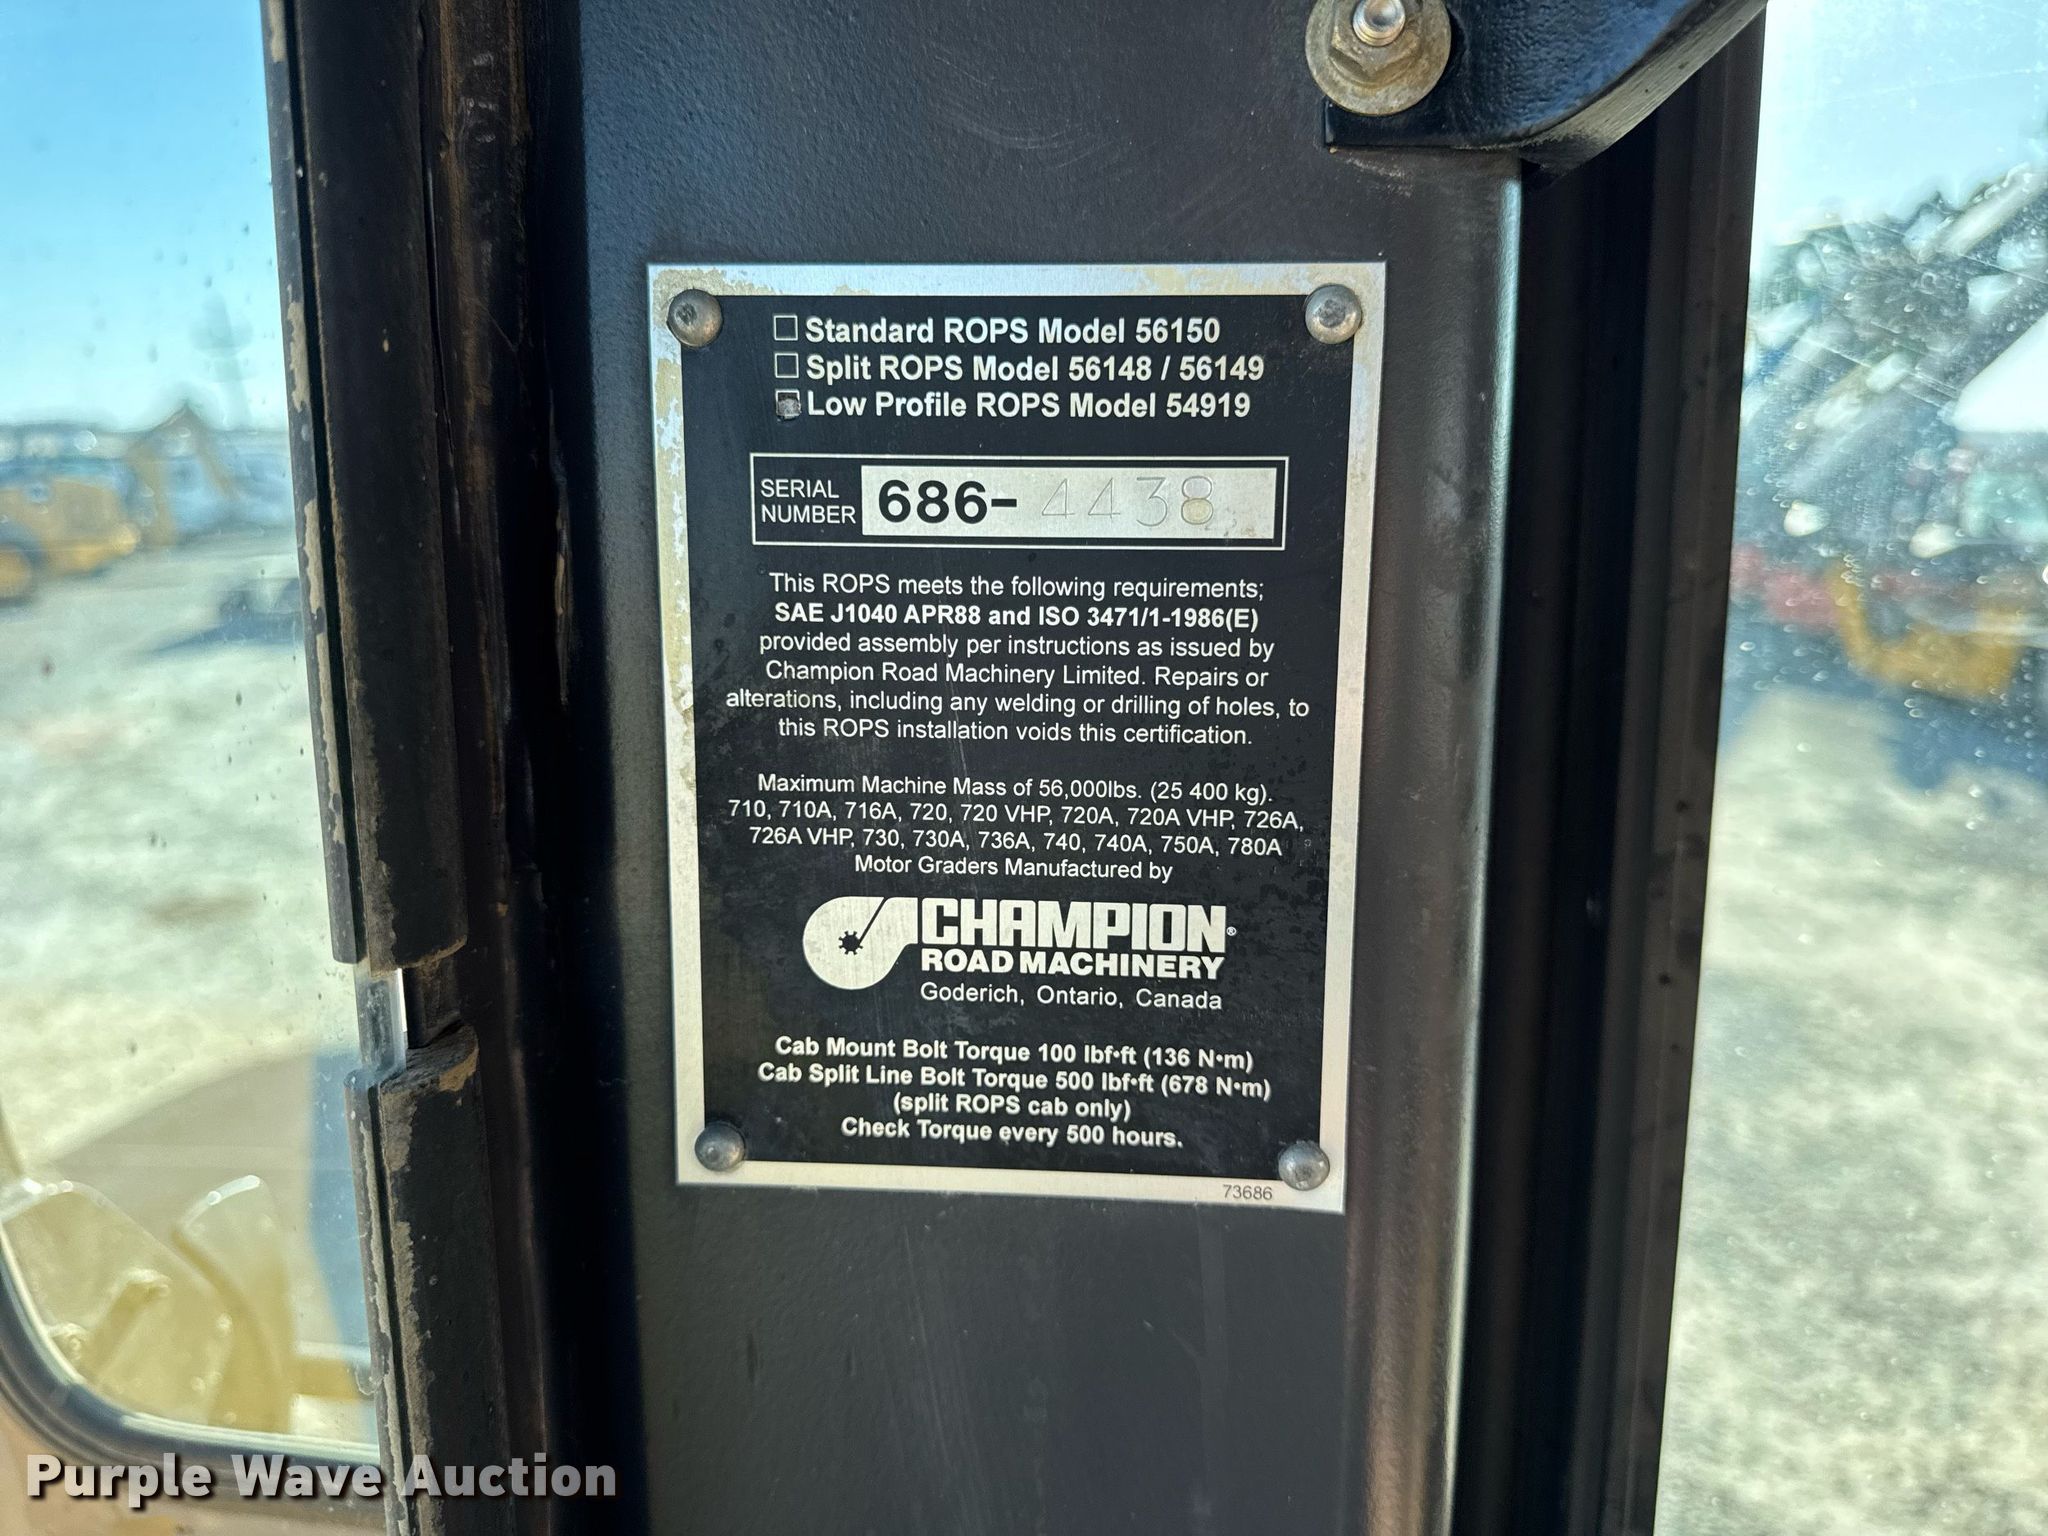 Standard ROPS Model 56150
Split ROPS Model 56148 / 56149
Low Profile ROPS Model 54919
SERIAL NUMBER 686- 4438
This ROPS meets the following requirements;
SAE J1040 APR88 and ISO 3471/1-1986(E)
provided assembly per instructions as issued by
Champion Road Machinery Limited. Repairs or
alterations, including any welding or drilling of holes, to
this ROPS installation voids this certification.
Maximum Machine Mass of 56,000lbs. (25 400 kg).
710, 710A, 716A, 720, 720 VHP, 720A, 720A VHP, 726A,
726A VHP, 730, 730A, 736A, 740, 740A, 750A, 780A
Motor Graders Manufactured by
CHAMPION®
ROAD MACHINERY
Goderich, Ontario, Canada
Cab Mount Bolt Torque 100 lbf•ft (136 N•m)
Cab Split Line Bolt Torque 500 lbf•ft (678 N•m)
(split ROPS cab only)
Check Torque every 500 hours.
73686
Purple Wave Auction